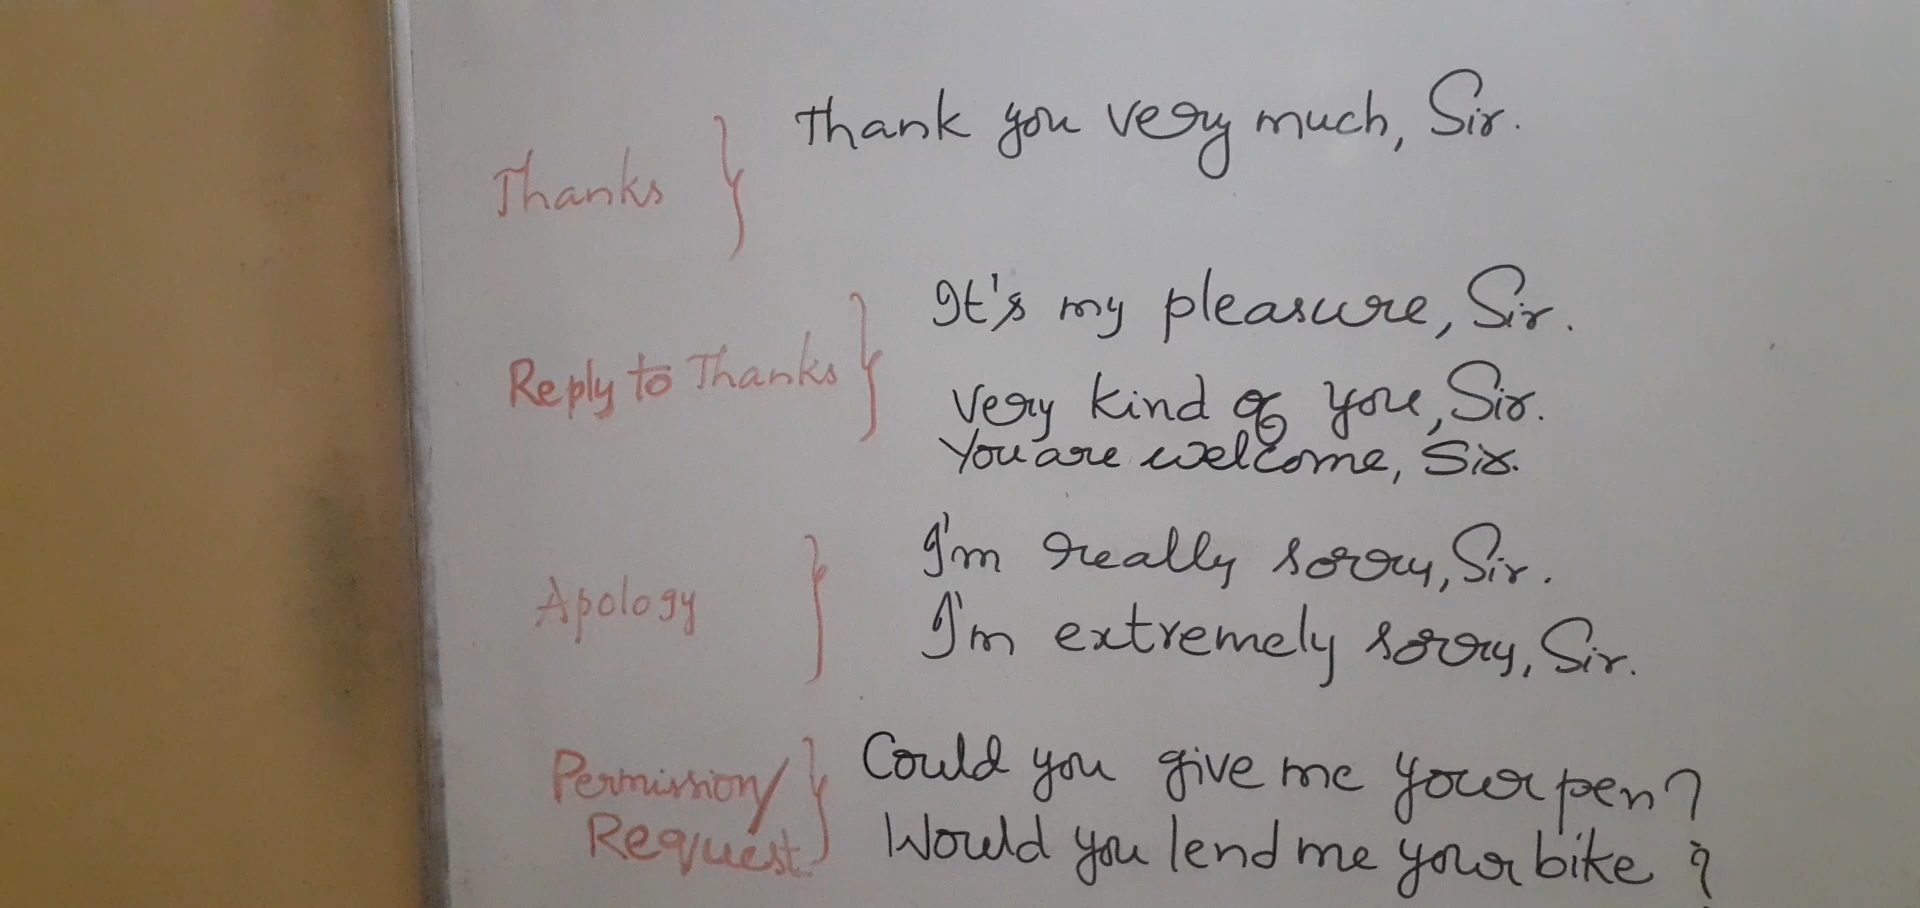 Thanks } thank you very much, Sir.
It's my pleasure, Sir.
Reply to Thanks }
very kind of you, Sir.
You are welcome, Sir.
I'm really sorry, Sir.
Apology }
I'm extremely sorry, Sir.
Permission/ } Could you give me your pen?
Request. Would you lend me your bike ?